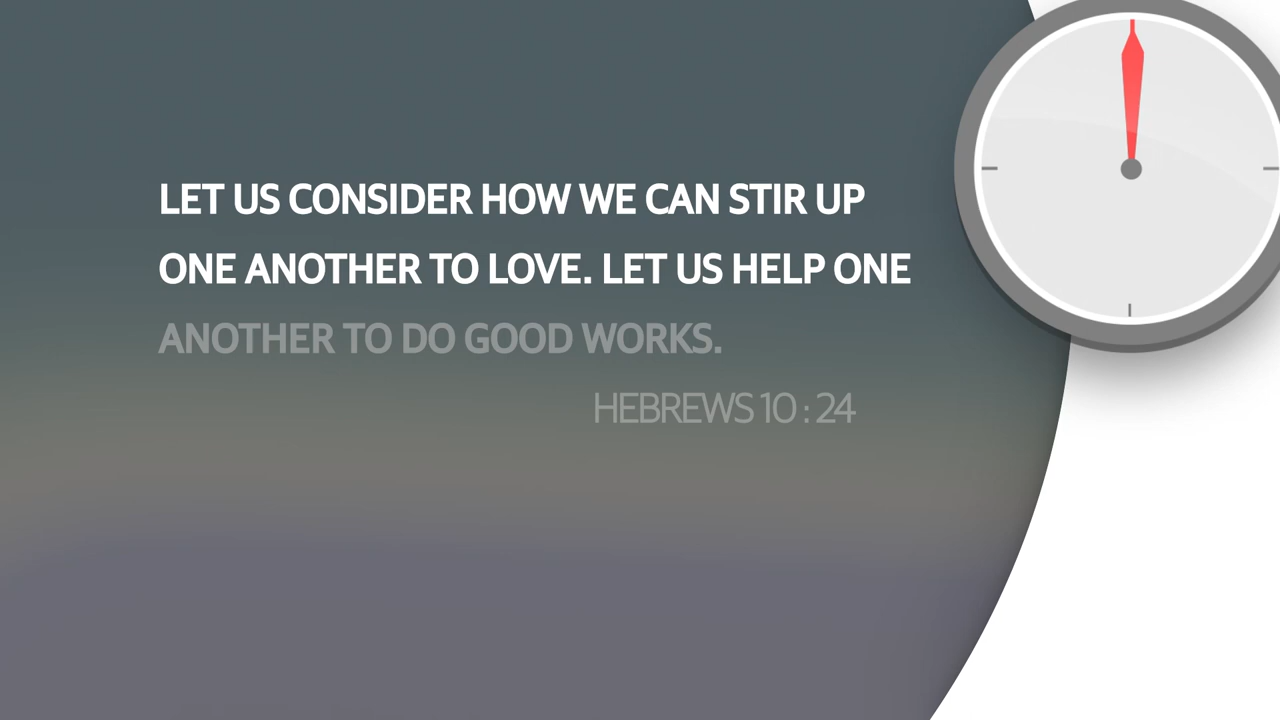 LET US CONSIDER HOW WE CAN STIR UP
ONE ANOTHER TO LOVE. LET US HELP ONE
ANOTHER TO DO GOOD WORKS.
HEBREWS 10 : 24